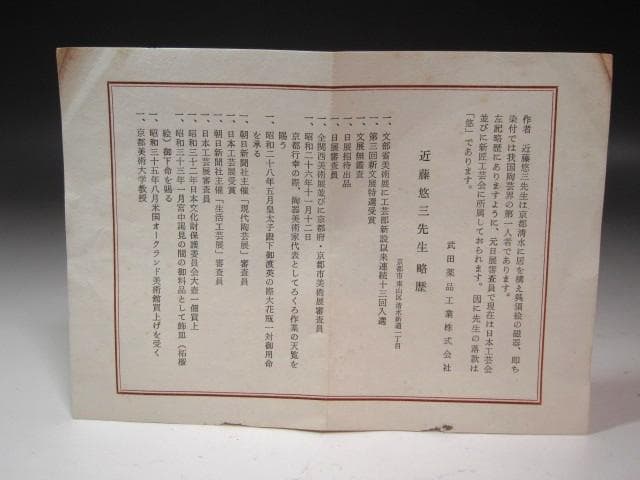 作者　近藤悠三先生は京都清水に居を構え呉須絵の磁器、即ち
染付では我国陶芸界の第一人者であります。
左記略歴にありますように、元日展審査員で現在は日本工芸会
並びに新匠工芸会に所属しておられます。因に先生の落款は
「悠」であります。
武田薬品工業株式会社
近藤悠三先生 略歴
京都市東山区清水新道一丁目
一、文部省美術展に工芸部新設以来連続十三回入選
一、第三回新文展特選受賞
一、文展無鑑査
一、日展招待出品
一、日展審査員
一、全関西美術展並びに京都府・京都市美術展審査員
一、昭和二十六年十一月十二日
京都行幸の際、陶器美術家代表としてろくろ作業の天覧を
賜う
一、昭和二十八年五月皇太子殿下御渡英の際大花瓶一対御用命
を承る
一、朝日新聞社主催「現代陶芸展」審査員
一、日本工芸展受賞
一、朝日新聞社主催「生活工芸展」審査員
一、日本工芸展審査員
一、昭和三十二年日本文化財保護委員会大壺一個買上
一、昭和三十三年一月宮中謁見の間の御料品として飾皿（柘榴
絵）御下命を賜る
一、昭和三十五年八月米国オークランド美術館買上げを受く
一、京都美術大学教授